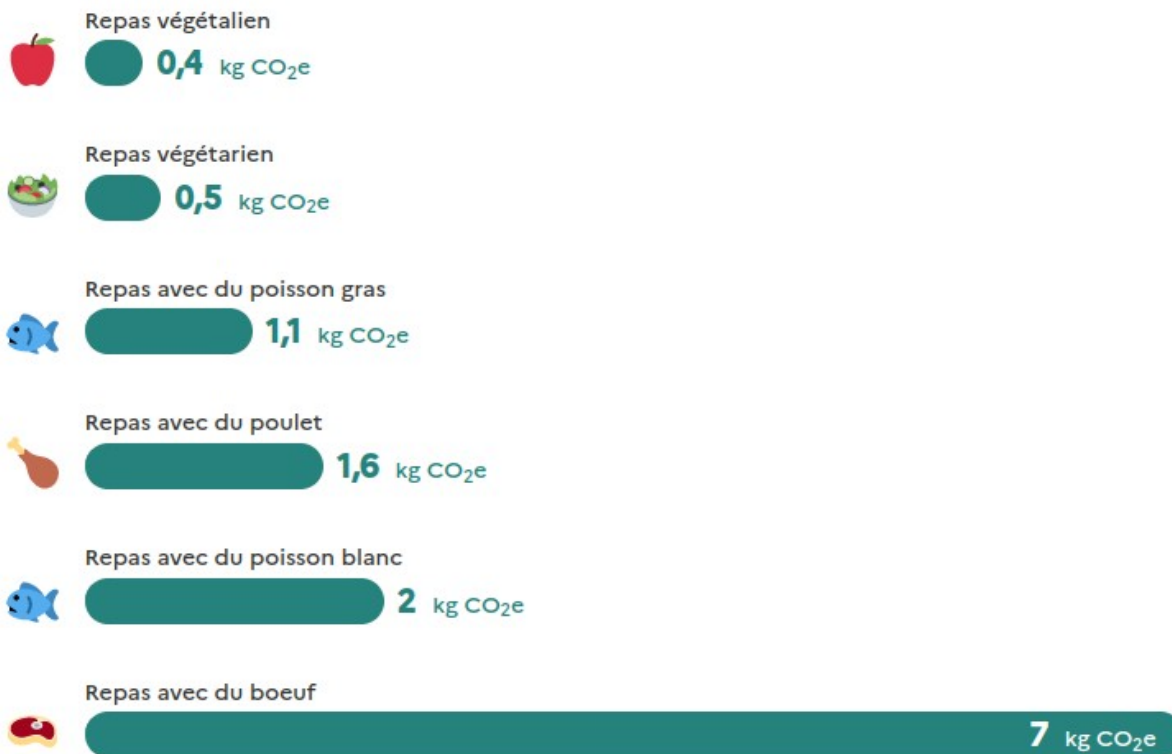 Repas végétalien
0,4 kg CO₂e
Repas végétarien
0,5 kg CO₂e
Repas avec du poisson gras
1,1 kg CO₂e
Repas avec du poulet
1,6 kg CO₂e
Repas avec du poisson blanc
2 kg CO₂e
Repas avec du boeuf
7 kg CO₂e